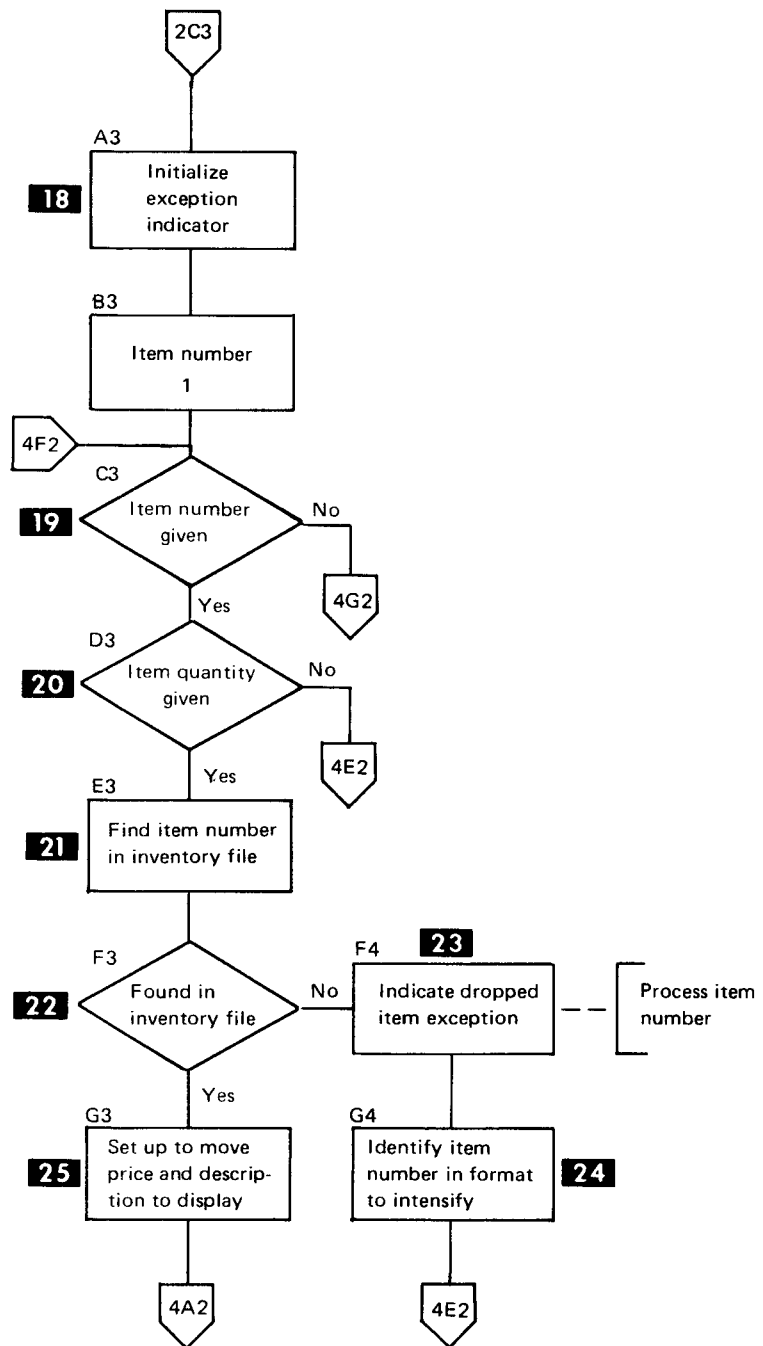 2C3
A3
Initialize
exception
indicator
18
B3
Item number
1
4F2
C3
Item number
given
19
No
4G2
Yes
D3
Item quantity
given
20
No
4E2
Yes
E3
Find item number
in inventory file
21
F3
Found in
inventory file
22
No
F4
23
Indicate dropped
item exception
Process item
number
Yes
G3
Set up to move
price and descrip-
tion to display
25
G4
Identify item
number in format
to intensify
24
4A2
4E2